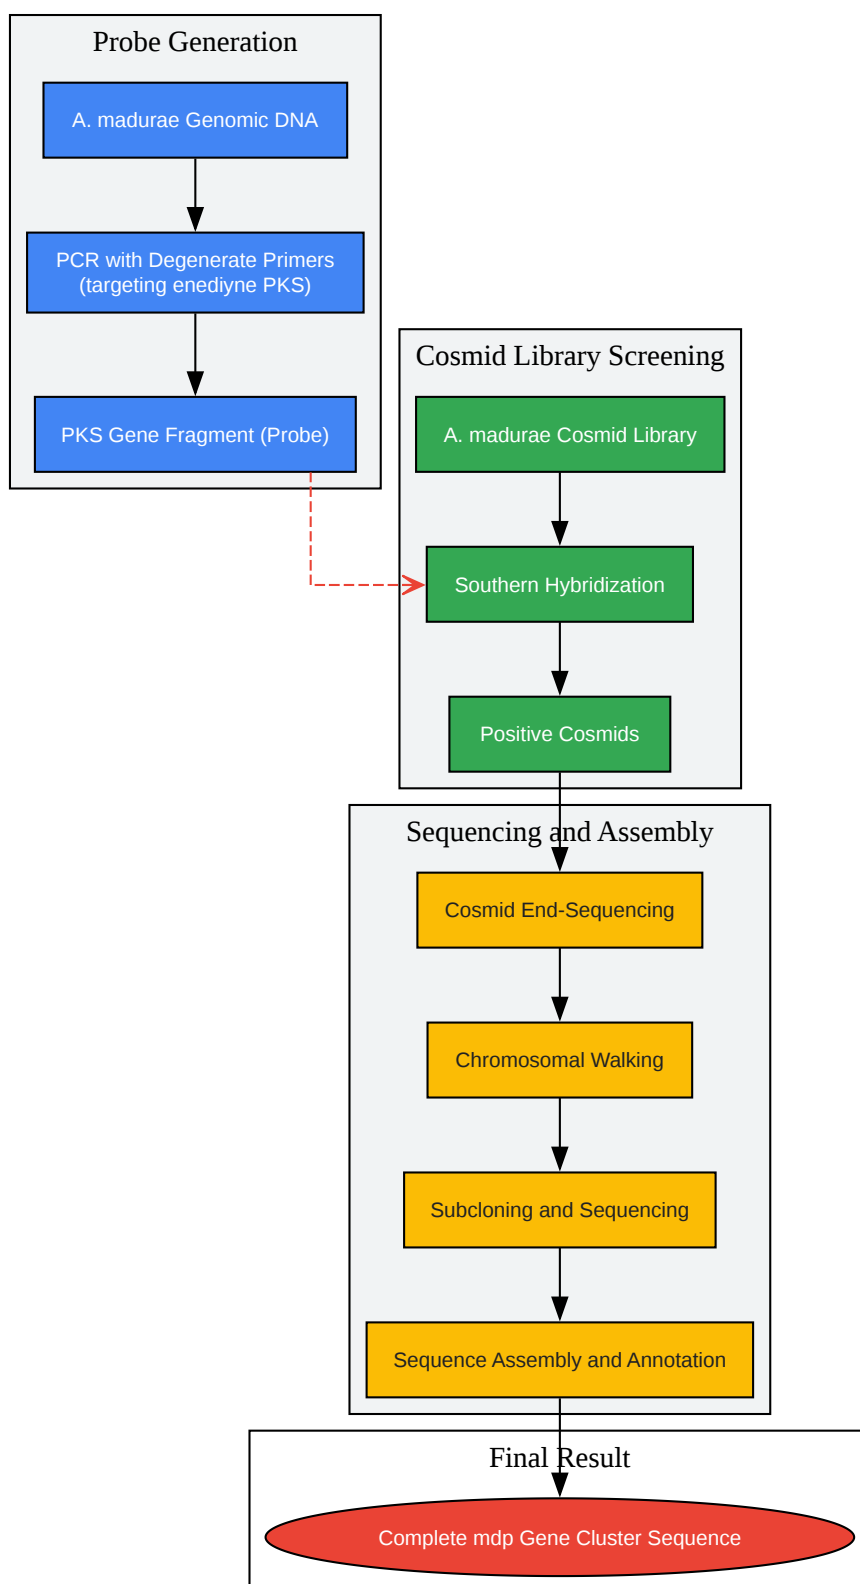 Probe Generation
A. madurae Genomic DNA
PCR with Degenerate Primers
(targeting enediyne PKS)
PKS Gene Fragment (Probe)
Cosmid Library Screening
A. madurae Cosmid Library
Southern Hybridization
Positive Cosmids
Sequencing and Assembly
Cosmid End-Sequencing
Chromosomal Walking
Subcloning and Sequencing
Sequence Assembly and Annotation
Final Result
Complete mdp Gene Cluster Sequence